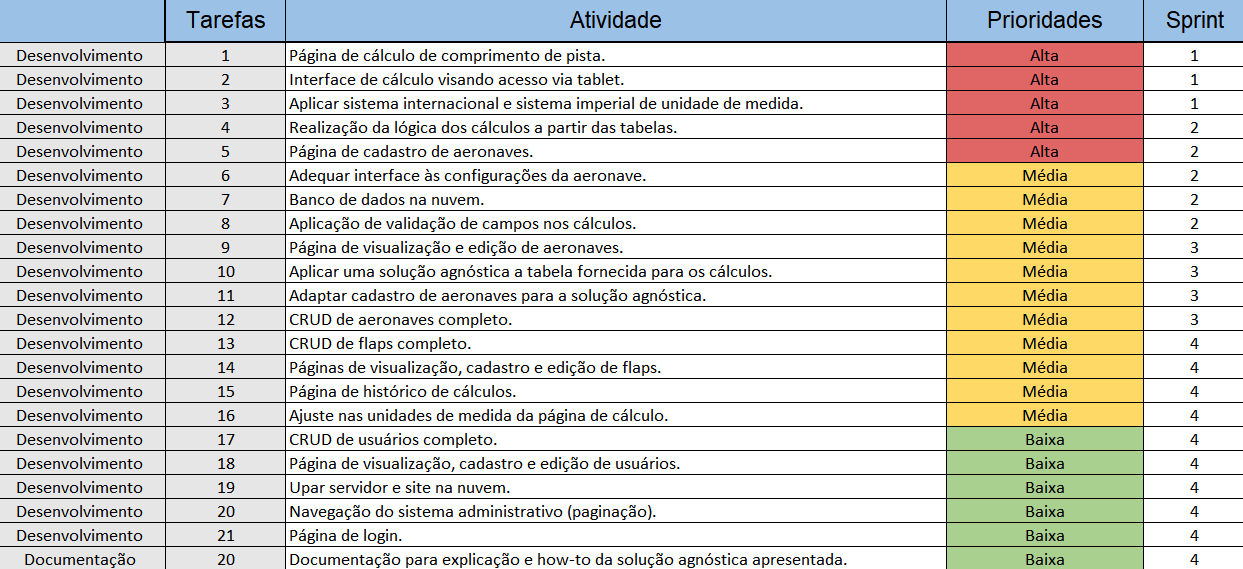 Tarefas Atividade Prioridades Sprint
Desenvolvimento 1 Página de cálculo de comprimento de pista. Alta 1
Desenvolvimento 2 Interface de cálculo visando acesso via tablet. Alta 1
Desenvolvimento 3 Aplicar sistema internacional e sistema imperial de unidade de medida. Alta 1
Desenvolvimento 4 Realização da lógica dos cálculos a partir das tabelas. Alta 2
Desenvolvimento 5 Página de cadastro de aeronaves. Alta 2
Desenvolvimento 6 Adequar interface às configurações da aeronave. Média 2
Desenvolvimento 7 Banco de dados na nuvem. Média 2
Desenvolvimento 8 Aplicação de validação de campos nos cálculos. Média 2
Desenvolvimento 9 Página de visualização e edição de aeronaves. Média 3
Desenvolvimento 10 Aplicar uma solução agnóstica a tabela fornecida para os cálculos. Média 3
Desenvolvimento 11 Adaptar cadastro de aeronaves para a solução agnóstica. Média 3
Desenvolvimento 12 CRUD de aeronaves completo. Média 3
Desenvolvimento 13 CRUD de flaps completo. Média 4
Desenvolvimento 14 Páginas de visualização, cadastro e edição de flaps. Média 4
Desenvolvimento 15 Página de histórico de cálculos. Média 4
Desenvolvimento 16 Ajuste nas unidades de medida da página de cálculo. Média 4
Desenvolvimento 17 CRUD de usuários completo. Baixa 4
Desenvolvimento 18 Página de visualização, cadastro e edição de usuários. Baixa 4
Desenvolvimento 19 Upar servidor e site na nuvem. Baixa 4
Desenvolvimento 20 Navegação do sistema administrativo (paginação). Baixa 4
Desenvolvimento 21 Página de login. Baixa 4
Documentação 20 Documentação para explicação e how-to da solução agnóstica apresentada. Baixa 4